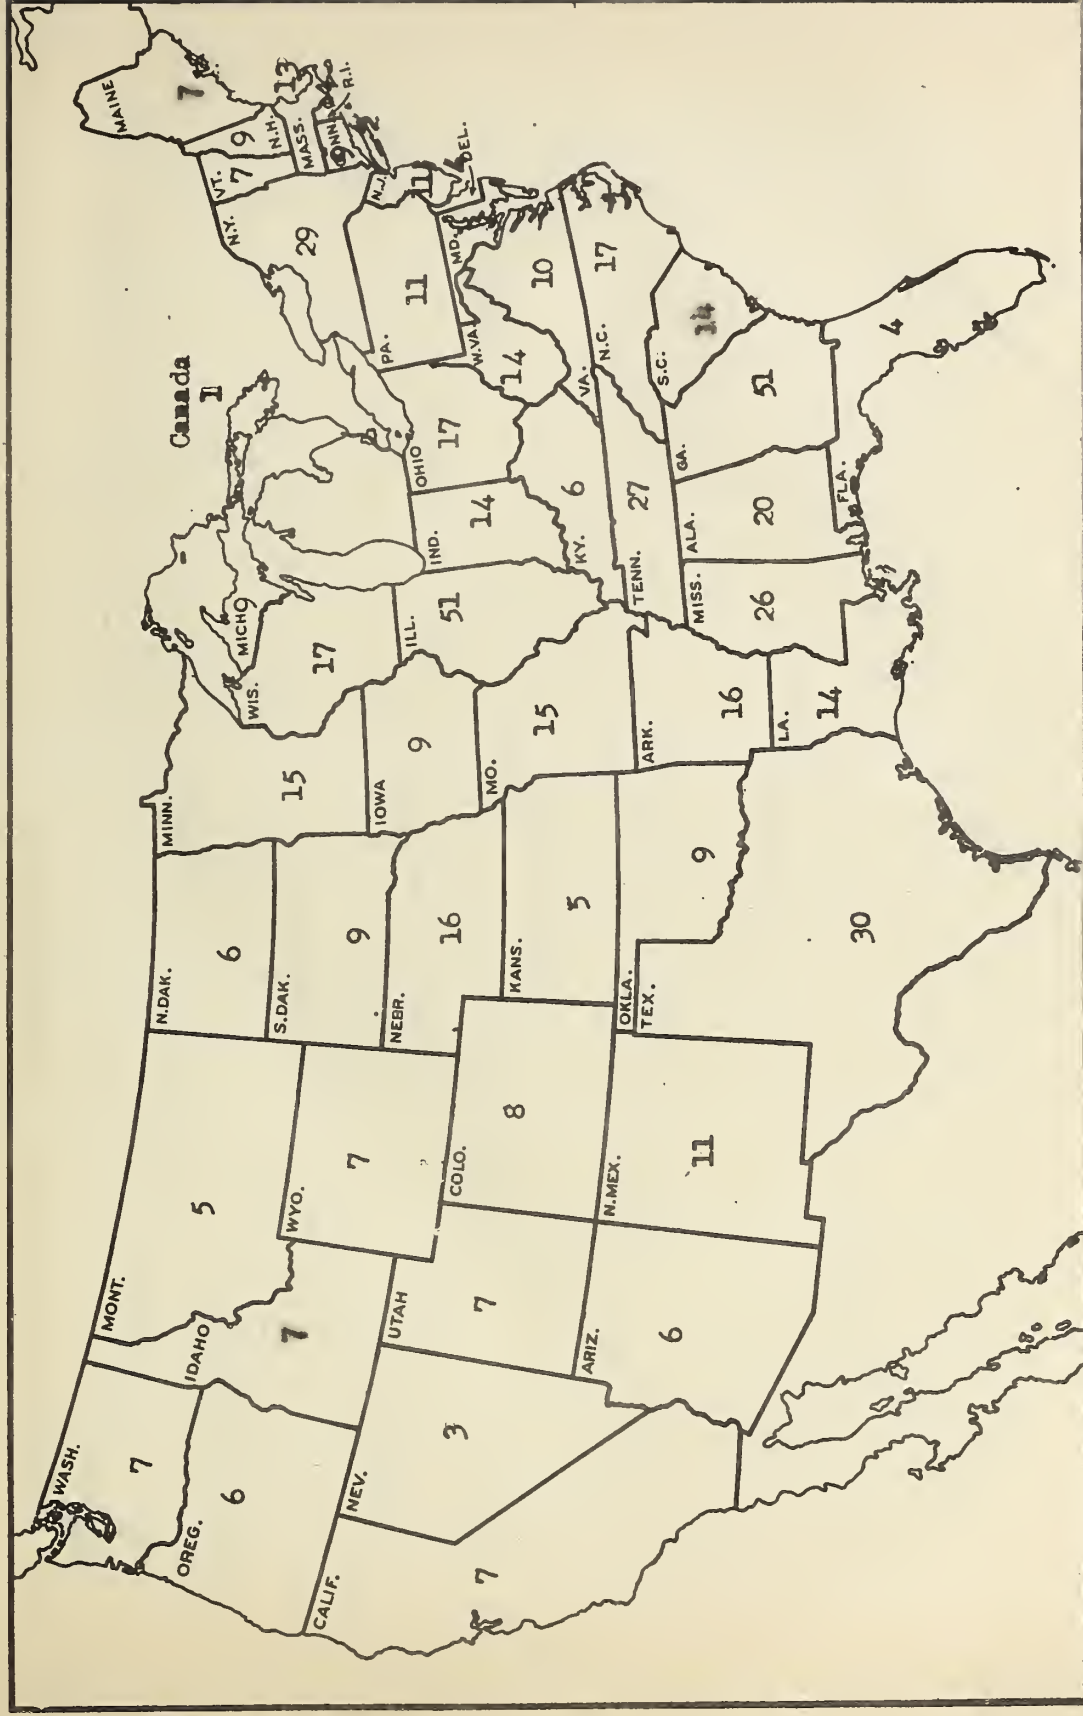 WASH.
7
OREG.
6
CALIF.
7
NEV.
3
IDAHO
7
MONT.
5
WYO.
7
UTAH
7
COLO.
8
ARIZ.
6
N.MEX.
11
N.DAK.
6
S.DAK.
9
NEBR.
16
KANS.
5
OKLA.
9
TEX.
30
MINN.
15
IOWA
9
MO.
15
ARK.
16
LA.
14
WIS.
17
MICH
9
ILL.
51
IND.
14
OHIO
17
KY.
6
TENN.
27
MISS.
26
ALA.
20
GA.
51
FLA.
4
S.C.
14
N.C.
17
VA.
10
W.VA.
14
MD.
DEL.
4
PA.
11
N.J.
11
N.Y.
29
VT.
7
N.H.
9
MAINE
7
MASS.
13
CONN.
9
R.I.
2
Canada
1